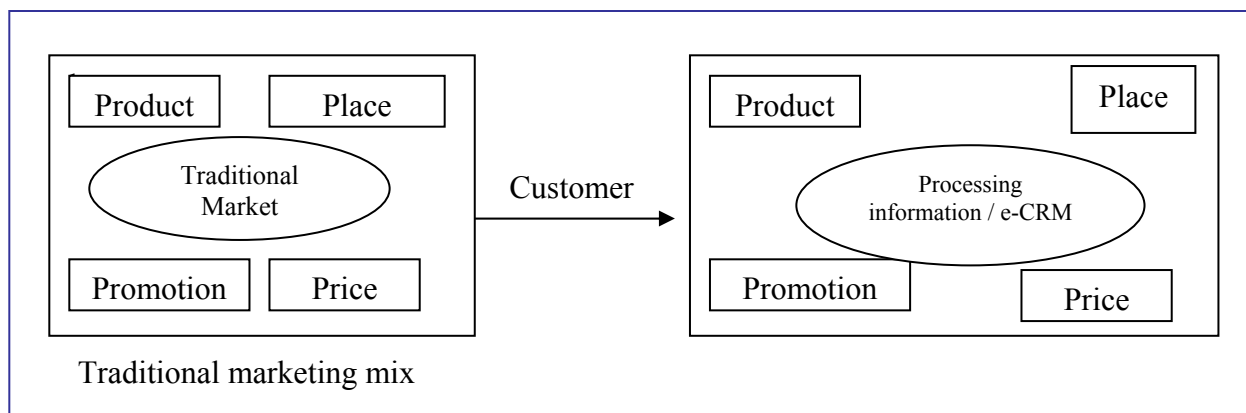 Product
Place
Traditional
Market
Promotion
Price
Traditional marketing mix
Customer
Product
Place
Processing
information / e-CRM
Promotion
Price